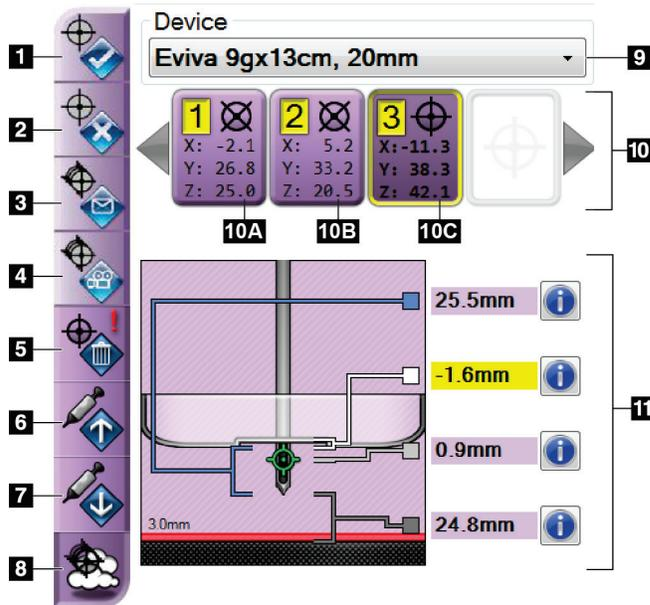 Device
Eviva 9gx13cm, 20mm
1
2
3
4
5
6
7
8
9
10
1
X: -2.1
Y: 26.8
Z: 25.0
2
X: 5.2
Y: 33.2
Z: 20.5
3
X:-11.3
Y: 38.3
Z: 42.1
10A
10B
10C
!
25.5mm
-1.6mm
0.9mm
24.8mm
3.0mm
11